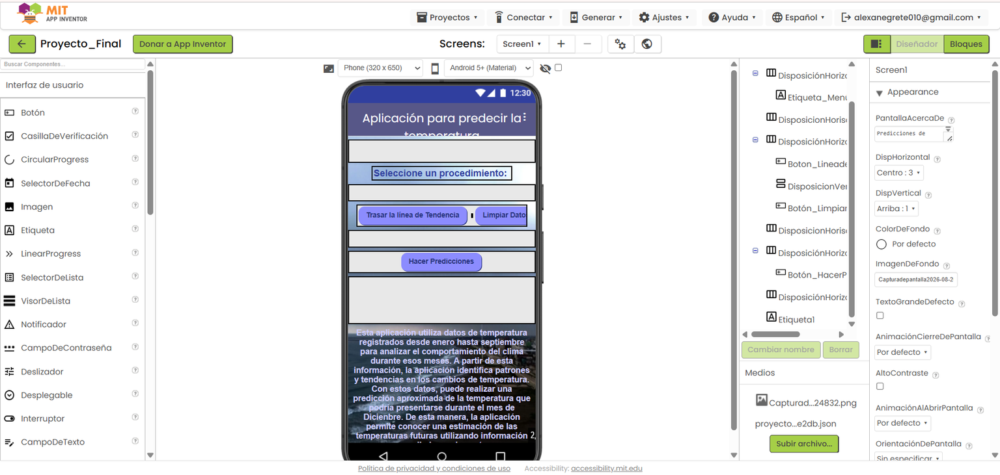 MIT
APP INVENTOR
Proyectos
Conectar
Generar
Ajustes
Ayuda
Español
alexanegrete010@gmail.com
Proyecto_Final
Donar a App Inventor
Screens:
Screen1
Diseñador
Bloques
Buscar Componentes...
Interfaz de usuario
Botón
CasillaDeVerificación
CircularProgress
SelectorDeFecha
Imagen
Etiqueta
LinearProgress
SelectorDeLista
VisorDeLista
Notificador
CampoDeContraseña
Deslizador
Desplegable
Interruptor
CampoDeTexto
Phone (320 x 650)
Android 5+ (Material)
12:30
Aplicación para predecir la
temperatura
Seleccione un procedimiento:
Trasar la línea de Tendencia
Limpiar Dato
Hacer Predicciones
Esta aplicación utiliza datos de temperatura
registrados desde enero hasta septiembre
para analizar el comportamiento del clima
durante esos meses. A partir de esta
información, la aplicación identifica patrones
y tendencias en los cambios de temperatura.
Con estos datos, puede realizar una
predicción aproximada de la temperatura que
podría presentarse durante el mes de
Dicienbre. De esta manera, la aplicación
permite conocer una estimación de las
temperaturas futuras utilizando información
2,
DisposiciónHorizo
Etiqueta_Menu
DisposicionHoriso
DisposiciónHorizo
Boton_Lineade
DisposicionVer
Botón_Limpiar
DisposicionHoriso
DisposiciónHorizo
Botón_HacerP
DisposiciónHorizo
Etiqueta1
Cambiar nombre
Borrar
Medios
Capturad...24832.png
proyecto...e2db.json
Subir archivo...
Screen1
Appearance
PantallaAcercaDe
Predicciones de
DispHorizontal
Centro : 3
DispVertical
Arriba : 1
ColorDeFondo
Por defecto
ImagenDeFondo
Capturadepantalla2026-08-2
TextoGrandeDefecto
AnimaciónCierreDePantalla
Por defecto
AltoContraste
AnimaciónAlAbrirPantalla
Por defecto
OrientaciónDePantalla
Sin especificar
Política de privacidad y condiciones de uso
Accessibility: accessibility.mit.edu